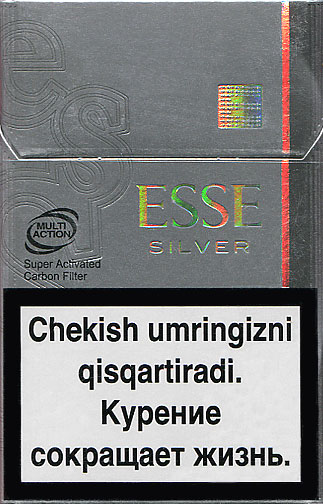 ESSE
SILVER
MULTI
ACTION
Super Activated
Carbon Filter
Chekish umringizni
qisqartiradi.
Курение
сокращает жизнь.